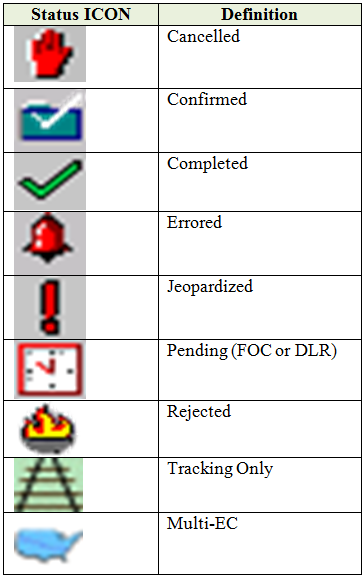 Status ICON Definition
Cancelled
Confirmed
Completed
Errored
Jeopardized
Pending (FOC or DLR)
Rejected
Tracking Only
Multi-EC